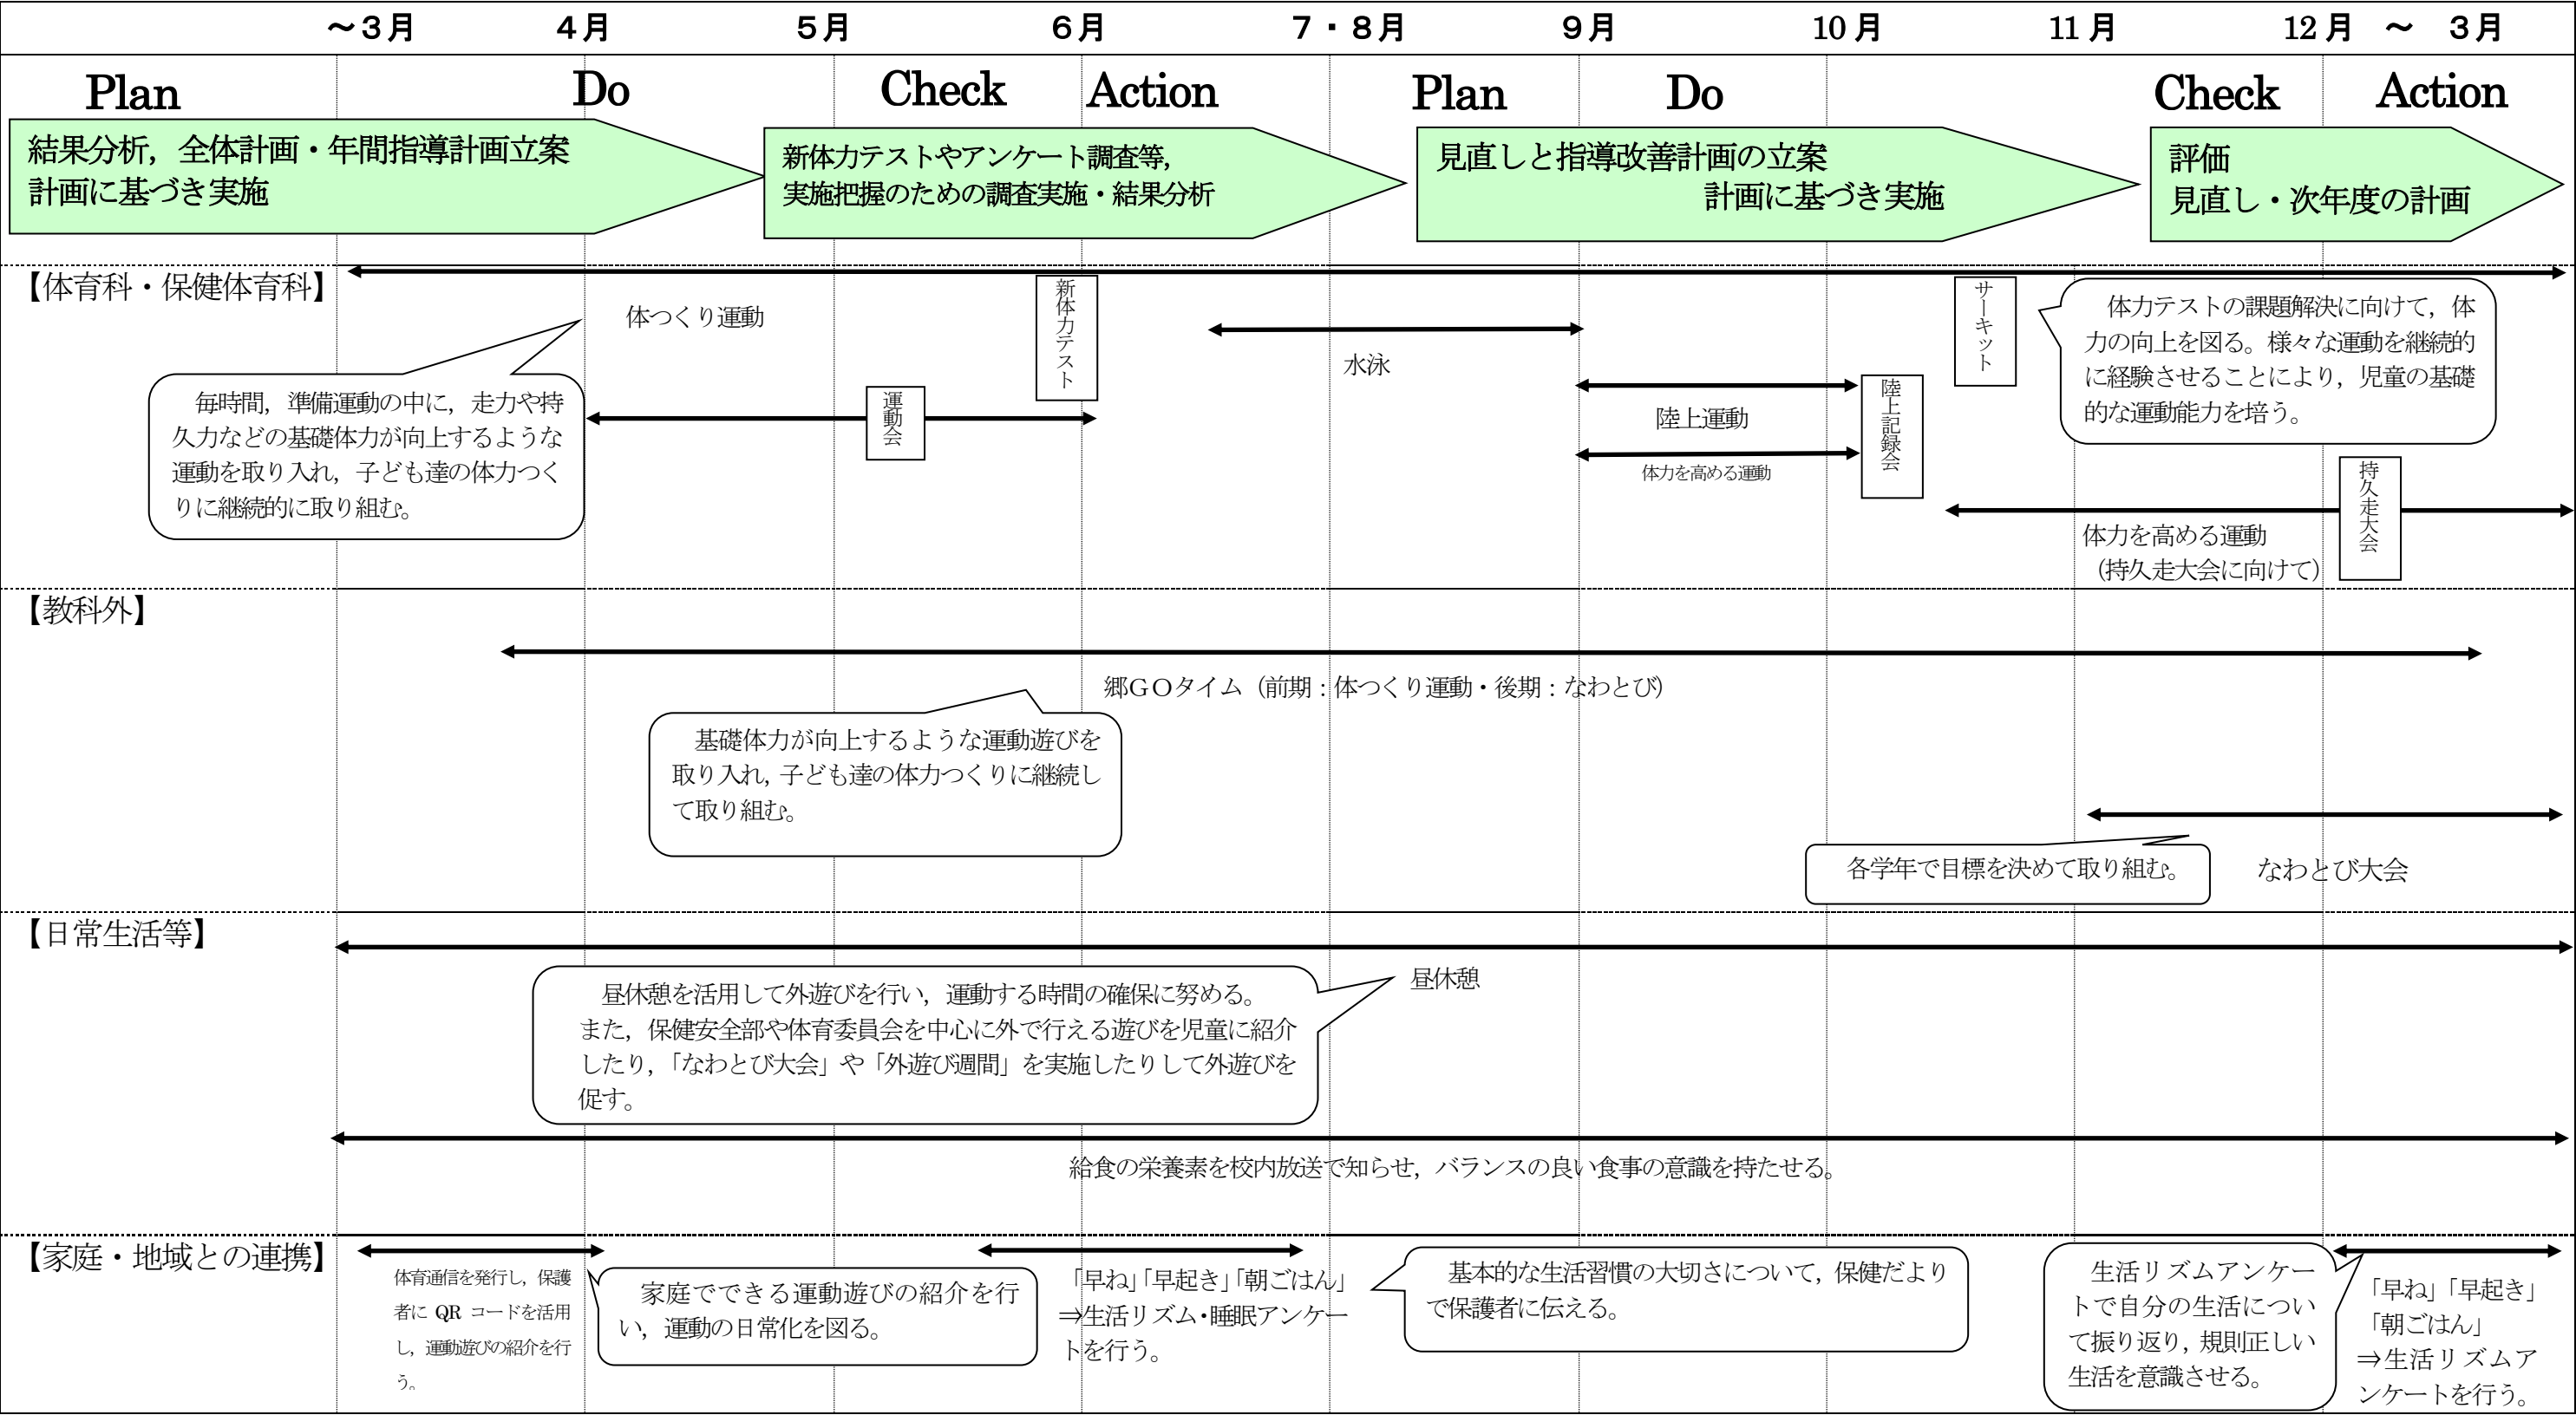 ～３月　４月　５月　６月　７・８月　９月　10 月　11 月　12 月　～　３月
Plan　Do　Check　Action　Plan　Do　Check　Action
結果分析，全体計画・年間指導計画立案
計画に基づき実施
新体力テストやアンケート調査等，
実施把握のための調査実施・結果分析
見直しと指導改善計画の立案
計画に基づき実施
評価
見直し・次年度の計画
【体育科・保健体育科】
体つくり運動
毎時間，準備運動の中に，走力や持
久力などの基礎体力が向上するような
運動を取り入れ，子ども達の体力つく
りに継続的に取り組む。
運動会
新体力テスト
水泳
陸上運動
体力を高める運動
陸上記録会
サーキット
体力テストの課題解決に向けて，体
力の向上を図る。様々な運動を継続的
に経験させることにより，児童の基礎
的な運動能力を培う。
体力を高める運動
（持久走大会に向けて）
持久走大会
【教科外】
郷ＧＯタイム（前期：体つくり運動・後期：なわとび）
基礎体力が向上するような運動遊びを
取り入れ，子ども達の体力つくりに継続し
て取り組む。
各学年で目標を決めて取り組む。
なわとび大会
【日常生活等】
昼休憩
昼休憩を活用して外遊びを行い，運動する時間の確保に努める。
また，保健安全部や体育委員会を中心に外で行える遊びを児童に紹介
したり，「なわとび大会」や「外遊び週間」を実施したりして外遊びを
促す。
給食の栄養素を校内放送で知らせ，バランスの良い食事の意識を持たせる。
【家庭・地域との連携】
体育通信を発行し，保護
者に QR コードを活用
し，運動遊びの紹介を行
う。
家庭でできる運動遊びの紹介を行
い，運動の日常化を図る。
「早ね」「早起き」「朝ごはん」
⇒生活リズム・睡眠アンケー
トを行う。
基本的な生活習慣の大切さについて，保健だより
で保護者に伝える。
生活リズムアンケー
トで自分の生活につい
て振り返り，規則正しい
生活を意識させる。
「早ね」「早起き」
「朝ごはん」
⇒生活リズムア
ンケートを行う。